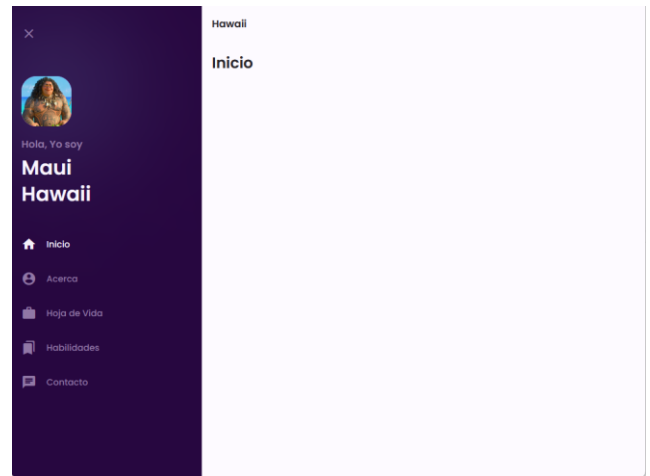 Hola, Yo soy
Maui
Hawaii
Inicio
Acerca
Hoja de Vida
Habilidades
Contacto
Hawaii
Inicio